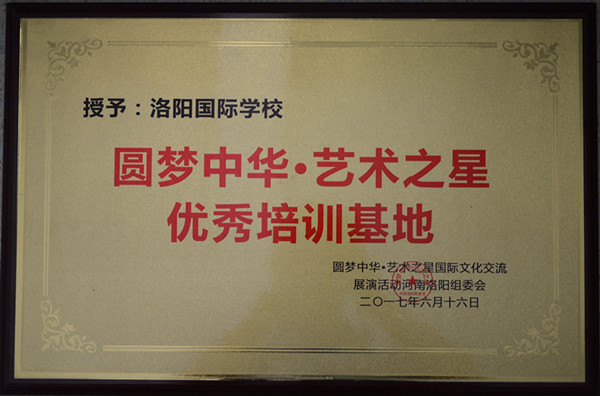 授予：洛阳国际学校
圆梦中华·艺术之星
优秀培训基地
圆梦中华·艺术之星国际文化交流
展演活动河南洛阳组委会
二〇一七年六月十六日